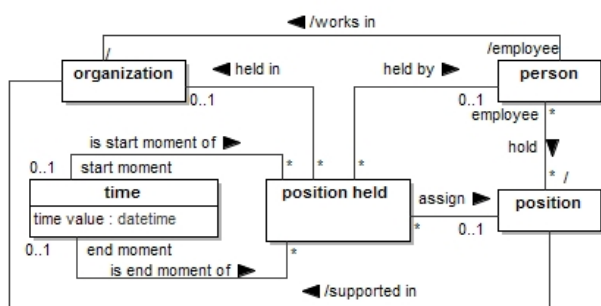 ◀ /works in
/
/employee
organization
◀ held in
held by ▶
person
0..1
0..1
employee *
is start moment of ▶
hold ▼
0..1
start moment
*
*
*
* /
time
position held
assign ▶
position
time value : datetime
*
0..1
0..1
end moment
*
is end moment of ▶
◀ /supported in